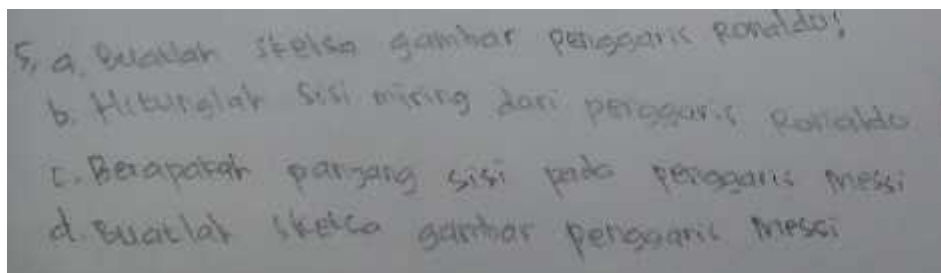 5, a. Buatlah sketsa gambar penggaris Ronaldo!
b. Hitunglah sisi miring dari penggaris Ronaldo
c. Berapakah panjang sisi pada penggaris Messi
d. Buatlah sketsa gambar penggaris Messi